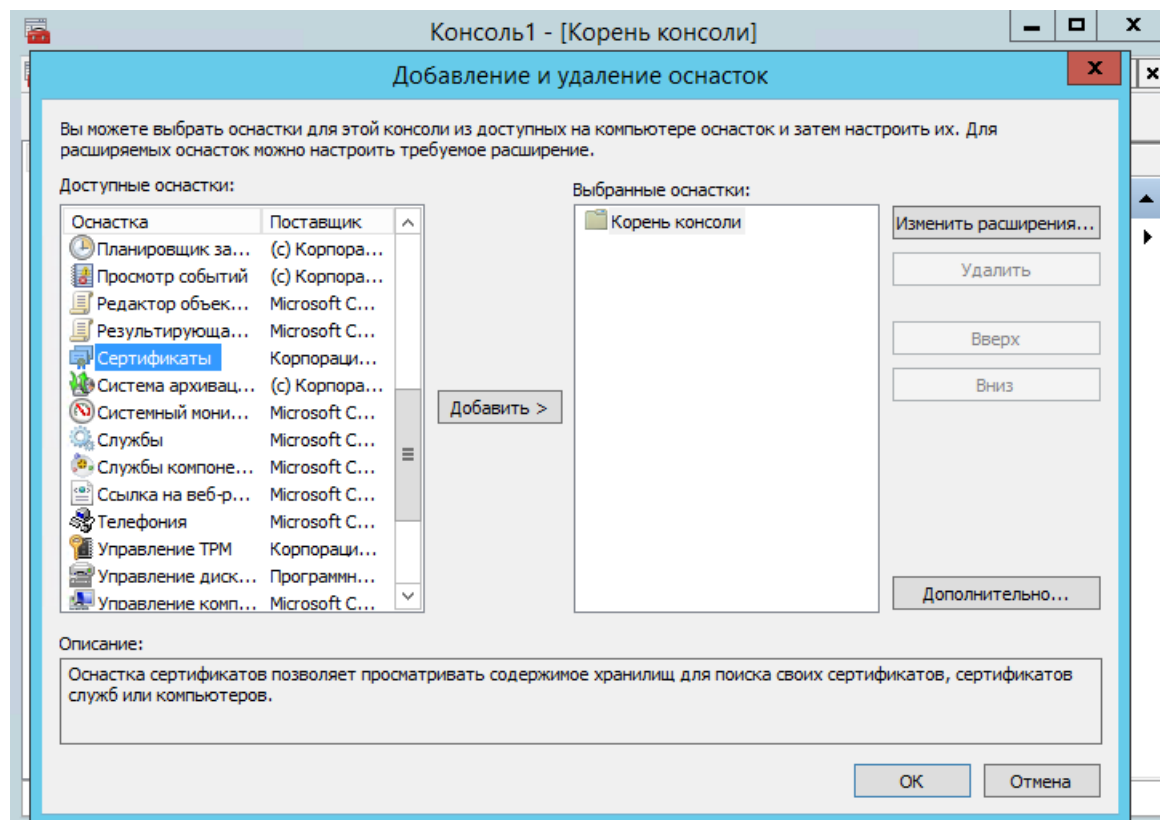 Консоль1 - [Корень консоли]
Добавление и удаление оснасток
Вы можете выбрать оснастки для этой консоли из доступных на компьютере оснасток и затем настроить их. Для
расширяемых оснасток можно настроить требуемое расширение.
Доступные оснастки:
Выбранные оснастки:
Оснастка Поставщик
Планировщик за... (c) Корпора...
Просмотр событий (c) Корпора...
Редактор объек... Microsoft C...
Результирующа... Microsoft C...
Сертификаты Корпораци...
Система архивац... (c) Корпора...
Системный мони... Microsoft C...
Службы Microsoft C...
Службы компоне... Microsoft C...
Ссылка на веб-р... Microsoft C...
Телефония Microsoft C...
Управление TPM Корпораци...
Управление диск... Программн...
Управление комп... Microsoft C...
Добавить >
Корень консоли
Изменить расширения...
Удалить
Вверх
Вниз
Дополнительно...
Описание:
Оснастка сертификатов позволяет просматривать содержимое хранилищ для поиска своих сертификатов, сертификатов
служб или компьютеров.
ОК
Отмена